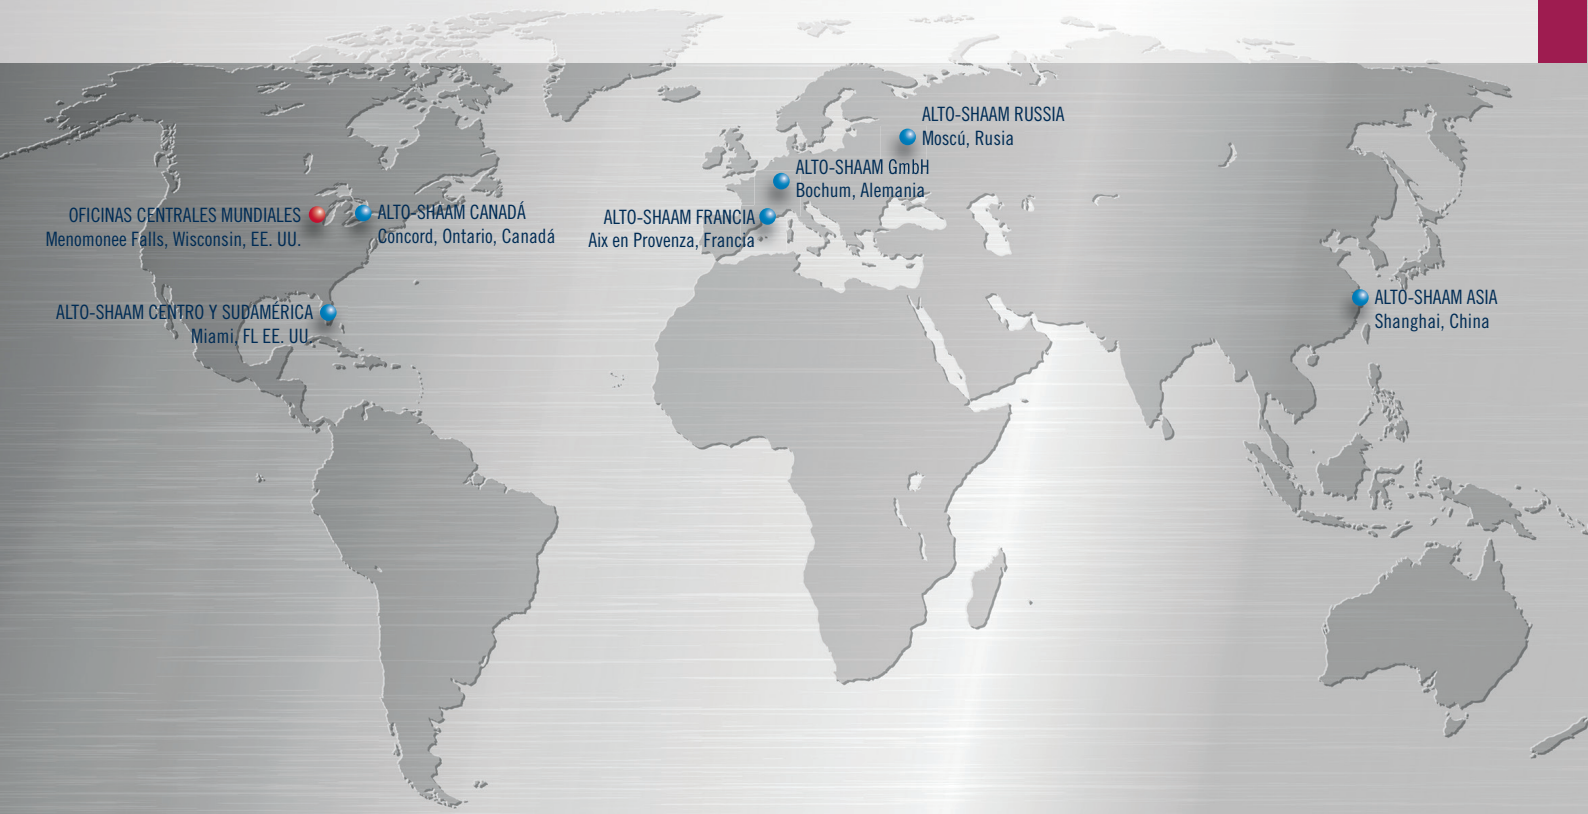 ALTO-SHAAM RUSSIA
Moscú, Rusia
ALTO-SHAAM GmbH
Bochum, Alemania
OFICINAS CENTRALES MUNDIALES
Menomonee Falls, Wisconsin, EE. UU.
ALTO-SHAAM CANADÁ
Concord, Ontario, Canadá
ALTO-SHAAM FRANCIA
Aix en Provenza, Francia
ALTO-SHAAM CENTRO Y SUDAMÉRICA
Miami, FL EE. UU.
ALTO-SHAAM ASIA
Shanghai, China